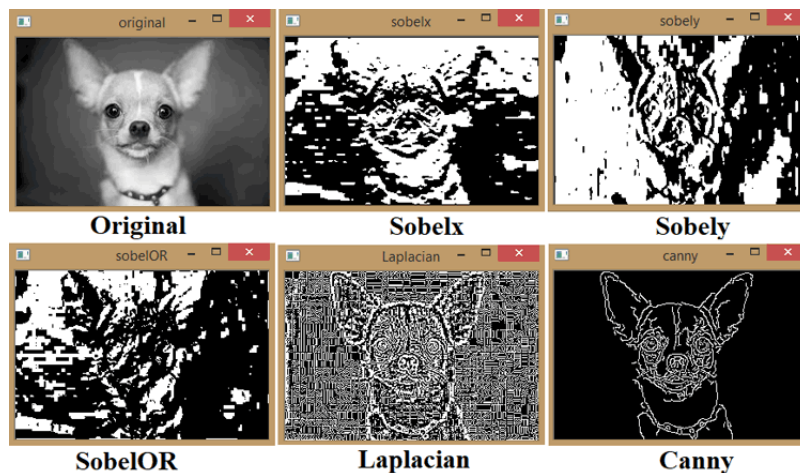 original
sobelx
sobely
Original
Sobelx
Sobely
sobelOR
Laplacian
canny
SobelOR
Laplacian
Canny